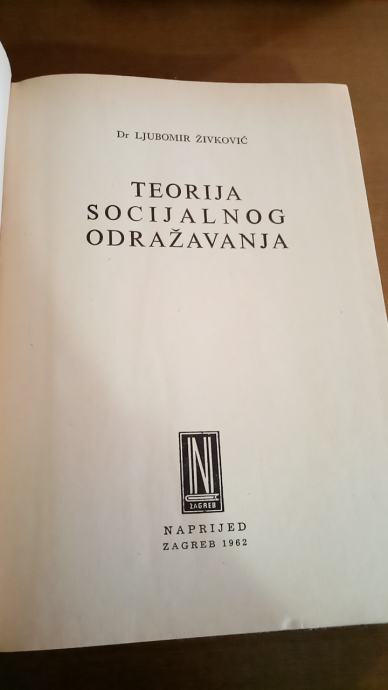 Dr LJUBOMIR ŽIVKOVIĆ
TEORIJA
SOCIJALNOG
ODRAŽAVANJA
N
ZAGREB
NAPRIJED
ZAGREB 1962